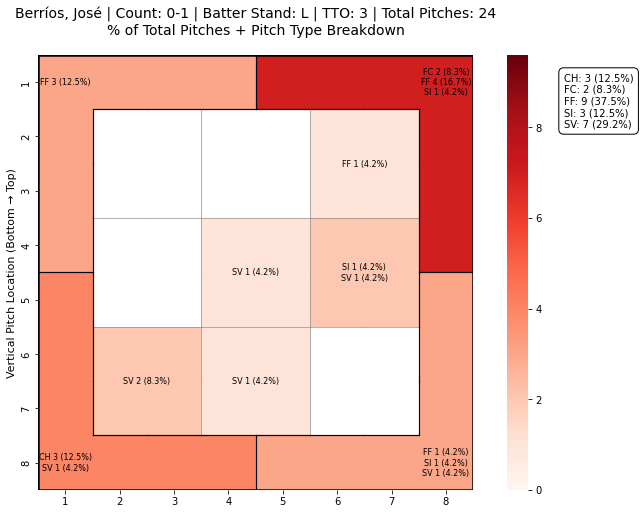 Berríos, José | Count: 0-1 | Batter Stand: L | TTO: 3 | Total Pitches: 24
% of Total Pitches + Pitch Type Breakdown
FF 3 (12.5%)
FC 2 (8.3%)
FF 4 (16.7%)
SI 1 (4.2%)
FF 1 (4.2%)
SV 1 (4.2%)
SI 1 (4.2%)
SV 1 (4.2%)
SV 2 (8.3%)
SV 1 (4.2%)
CH 3 (12.5%)
SV 1 (4.2%)
FF 1 (4.2%)
SI 1 (4.2%)
SV 1 (4.2%)
Vertical Pitch Location (Bottom → Top)
1
2
3
4
5
6
7
8
1 2 3 4 5 6 7 8
8
6
4
2
0
CH: 3 (12.5%)
FC: 2 (8.3%)
FF: 9 (37.5%)
SI: 3 (12.5%)
SV: 7 (29.2%)